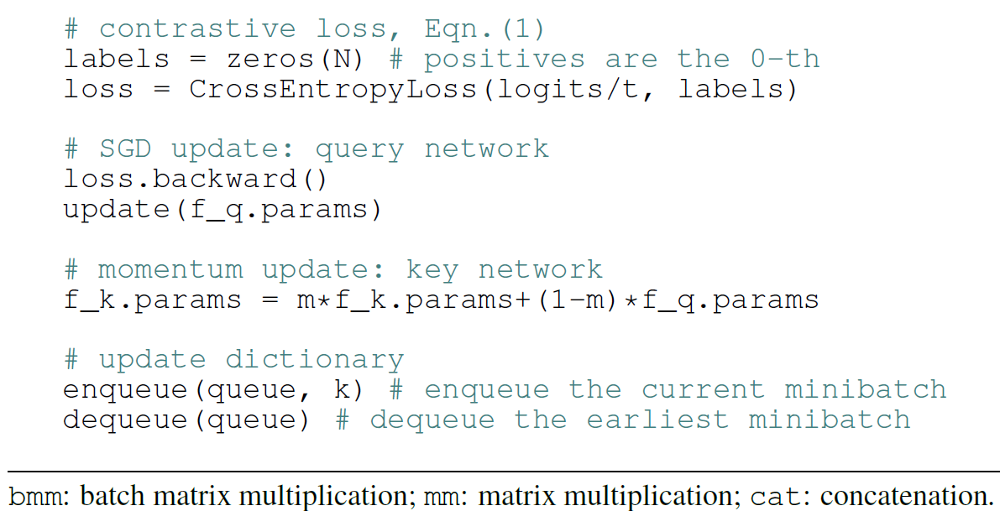 # contrastive loss, Eqn.(1)
labels = zeros(N) # positives are the 0-th
loss = CrossEntropyLoss(logits/t, labels)
# SGD update: query network
loss.backward()
update(f_q.params)
# momentum update: key network
f_k.params = m*f_k.params+(1-m)*f_q.params
# update dictionary
enqueue(queue, k) # enqueue the current minibatch
dequeue(queue) # dequeue the earliest minibatch
bmm: batch matrix multiplication; mm: matrix multiplication; cat: concatenation.